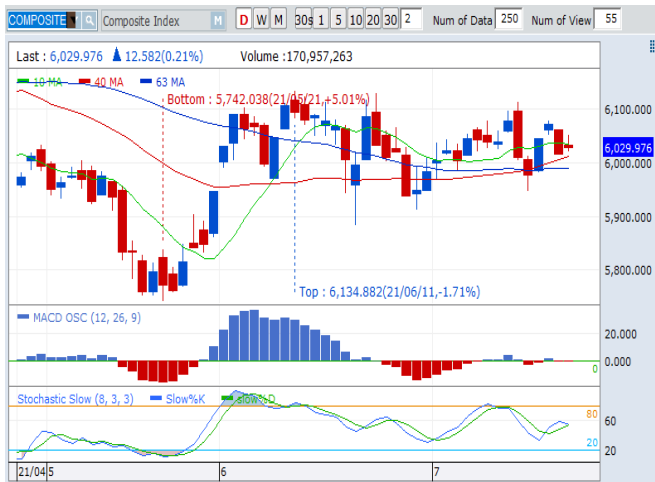 COMPOSITE Composite Index M D W M 30s 1 5 10 20 30 2 Num of Data 250 Num of View 55
Last : 6,029.976 ▲ 12.582(0.21%) Volume :170,957,263
10 MA 40 MA 63 MA
Bottom : 5,742.038(21/05/21,+5.01%)
6,100.000
6,029.976
6,000.000
5,900.000
5,800.000
Top : 6,134.882(21/06/11,-1.71%)
MACD OSC (12, 26, 9)
20.000
0.000
0
Stochastic Slow (8, 3, 3) Slow%K slow%D
80
60
20
20
21/04 5 6 7